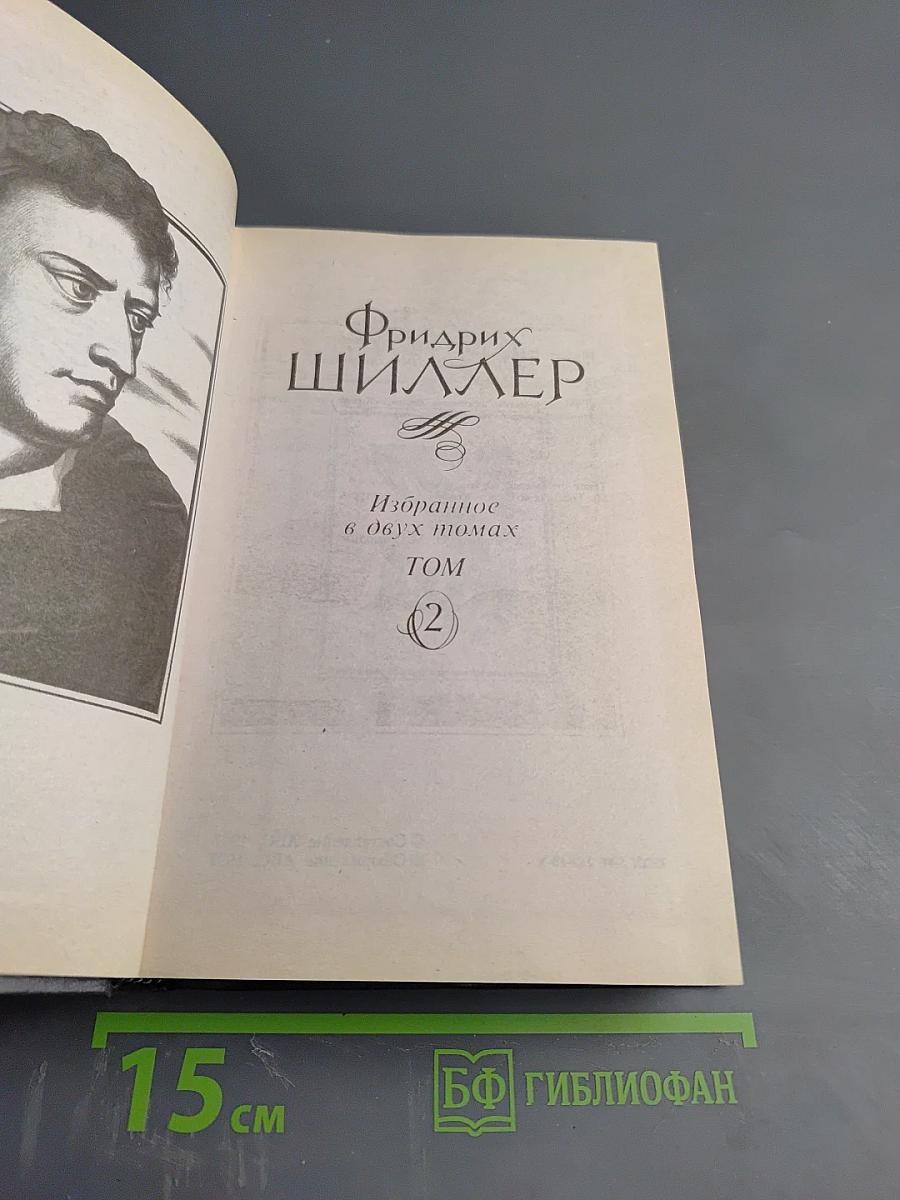 Фридрих
ШИЛЛЕР
Избранное
в двух томах
ТОМ
2
15 см
БФ ГИБЛИОФАН